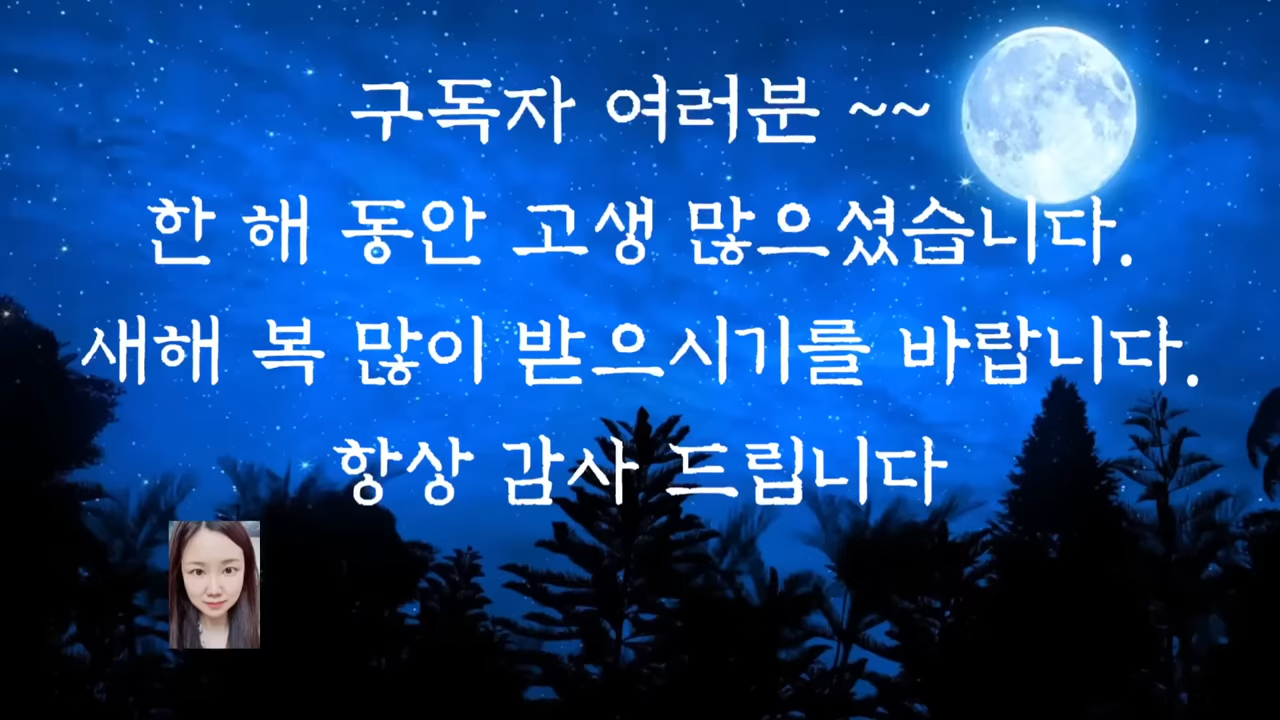 구독자 여러분 ~~
한 해 동안 고생 많으셨습니다.
새해 복 많이 받으시기를 바랍니다.
항상 감사 드립니다